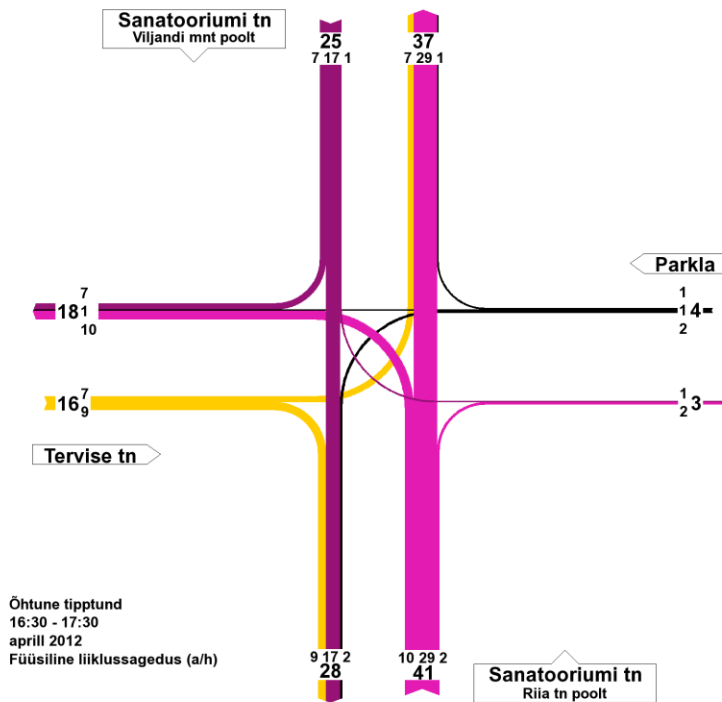 Sanatooriumi tn
Viljandi mnt poolt
25
7 17 1
37
7 29 1
Parkla
7
181
10
1
1 4
2
16 7
9
1
2 3
Tervise tn
Õhtune tipptund
16:30 - 17:30
aprill 2012
Füüsiline liiklussagedus (a/h)
9 17 2
28
10 29 2
41
Sanatooriumi tn
Riia tn poolt